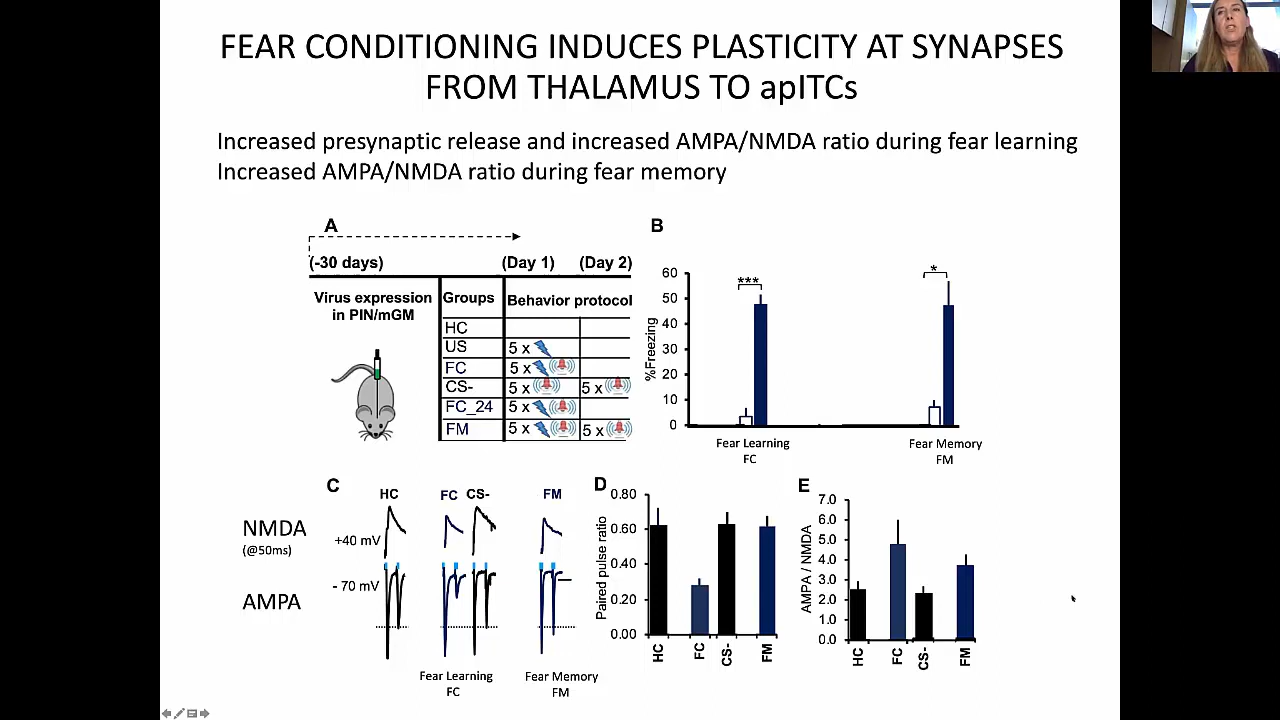 FEAR CONDITIONING INDUCES PLASTICITY AT SYNAPSES
FROM THALAMUS TO apITCs
Increased presynaptic release and increased AMPA/NMDA ratio during fear learning
Increased AMPA/NMDA ratio during fear memory
A
(-30 days) (Day 1) (Day 2)
Virus expression
in PIN/mGM
Groups Behavior protocol
HC
US 5 x
FC 5 x
CS- 5 x 5 x
FC_24 5 x
FM 5 x 5 x
B
%Freezing
60
50
40
30
20
10
0
***
*
Fear Learning
FC
Fear Memory
FM
C
HC FC CS- FM
NMDA
(@50ms)
+40 mV
- 70 mV
AMPA
Fear Learning
FC
Fear Memory
FM
D
Paired pulse ratio
0.80
0.60
0.40
0.20
0.00
HC FC CS- FM
E
AMPA / NMDA
7.0
6.0
5.0
4.0
3.0
2.0
1.0
0.0
HC FC CS- FM